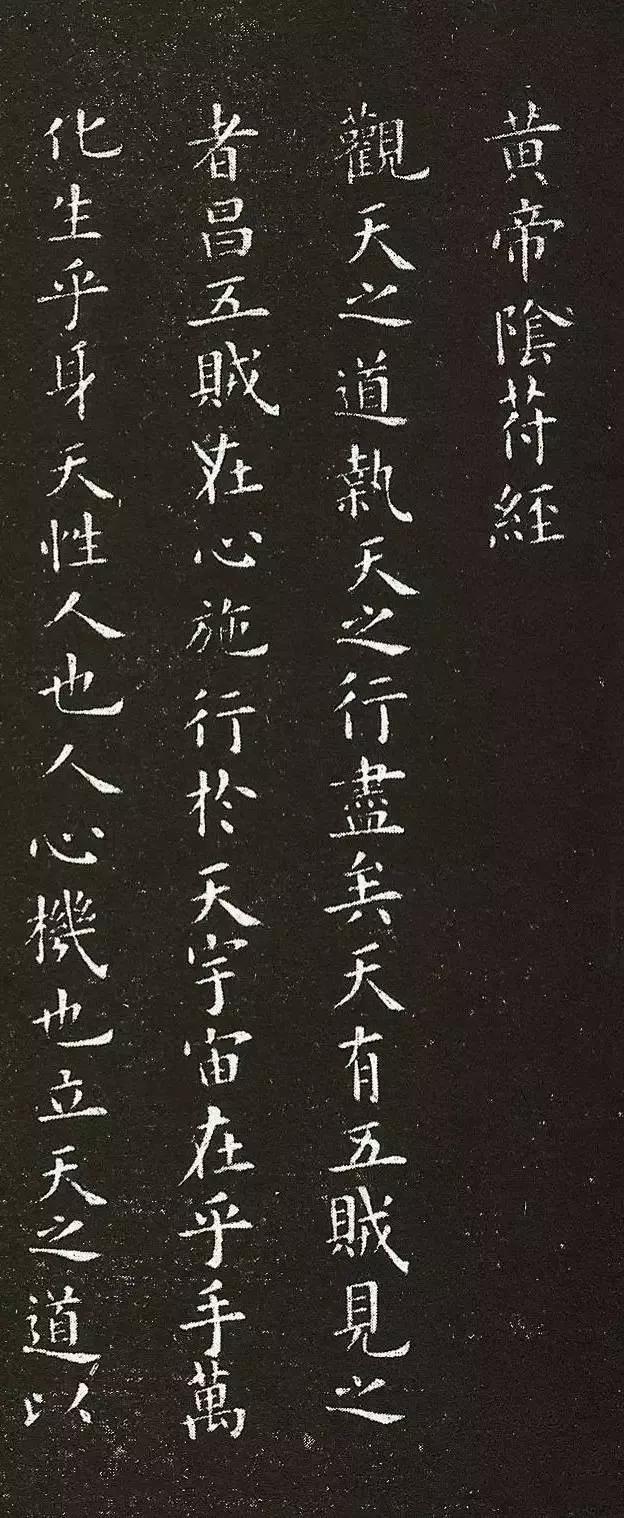 黄帝陰苻經
觀天之道執天之行盡矣天有五賊見之
者昌五賊在心施行於天宇宙在乎手萬
化生乎身天性人也人心機也立天之道以